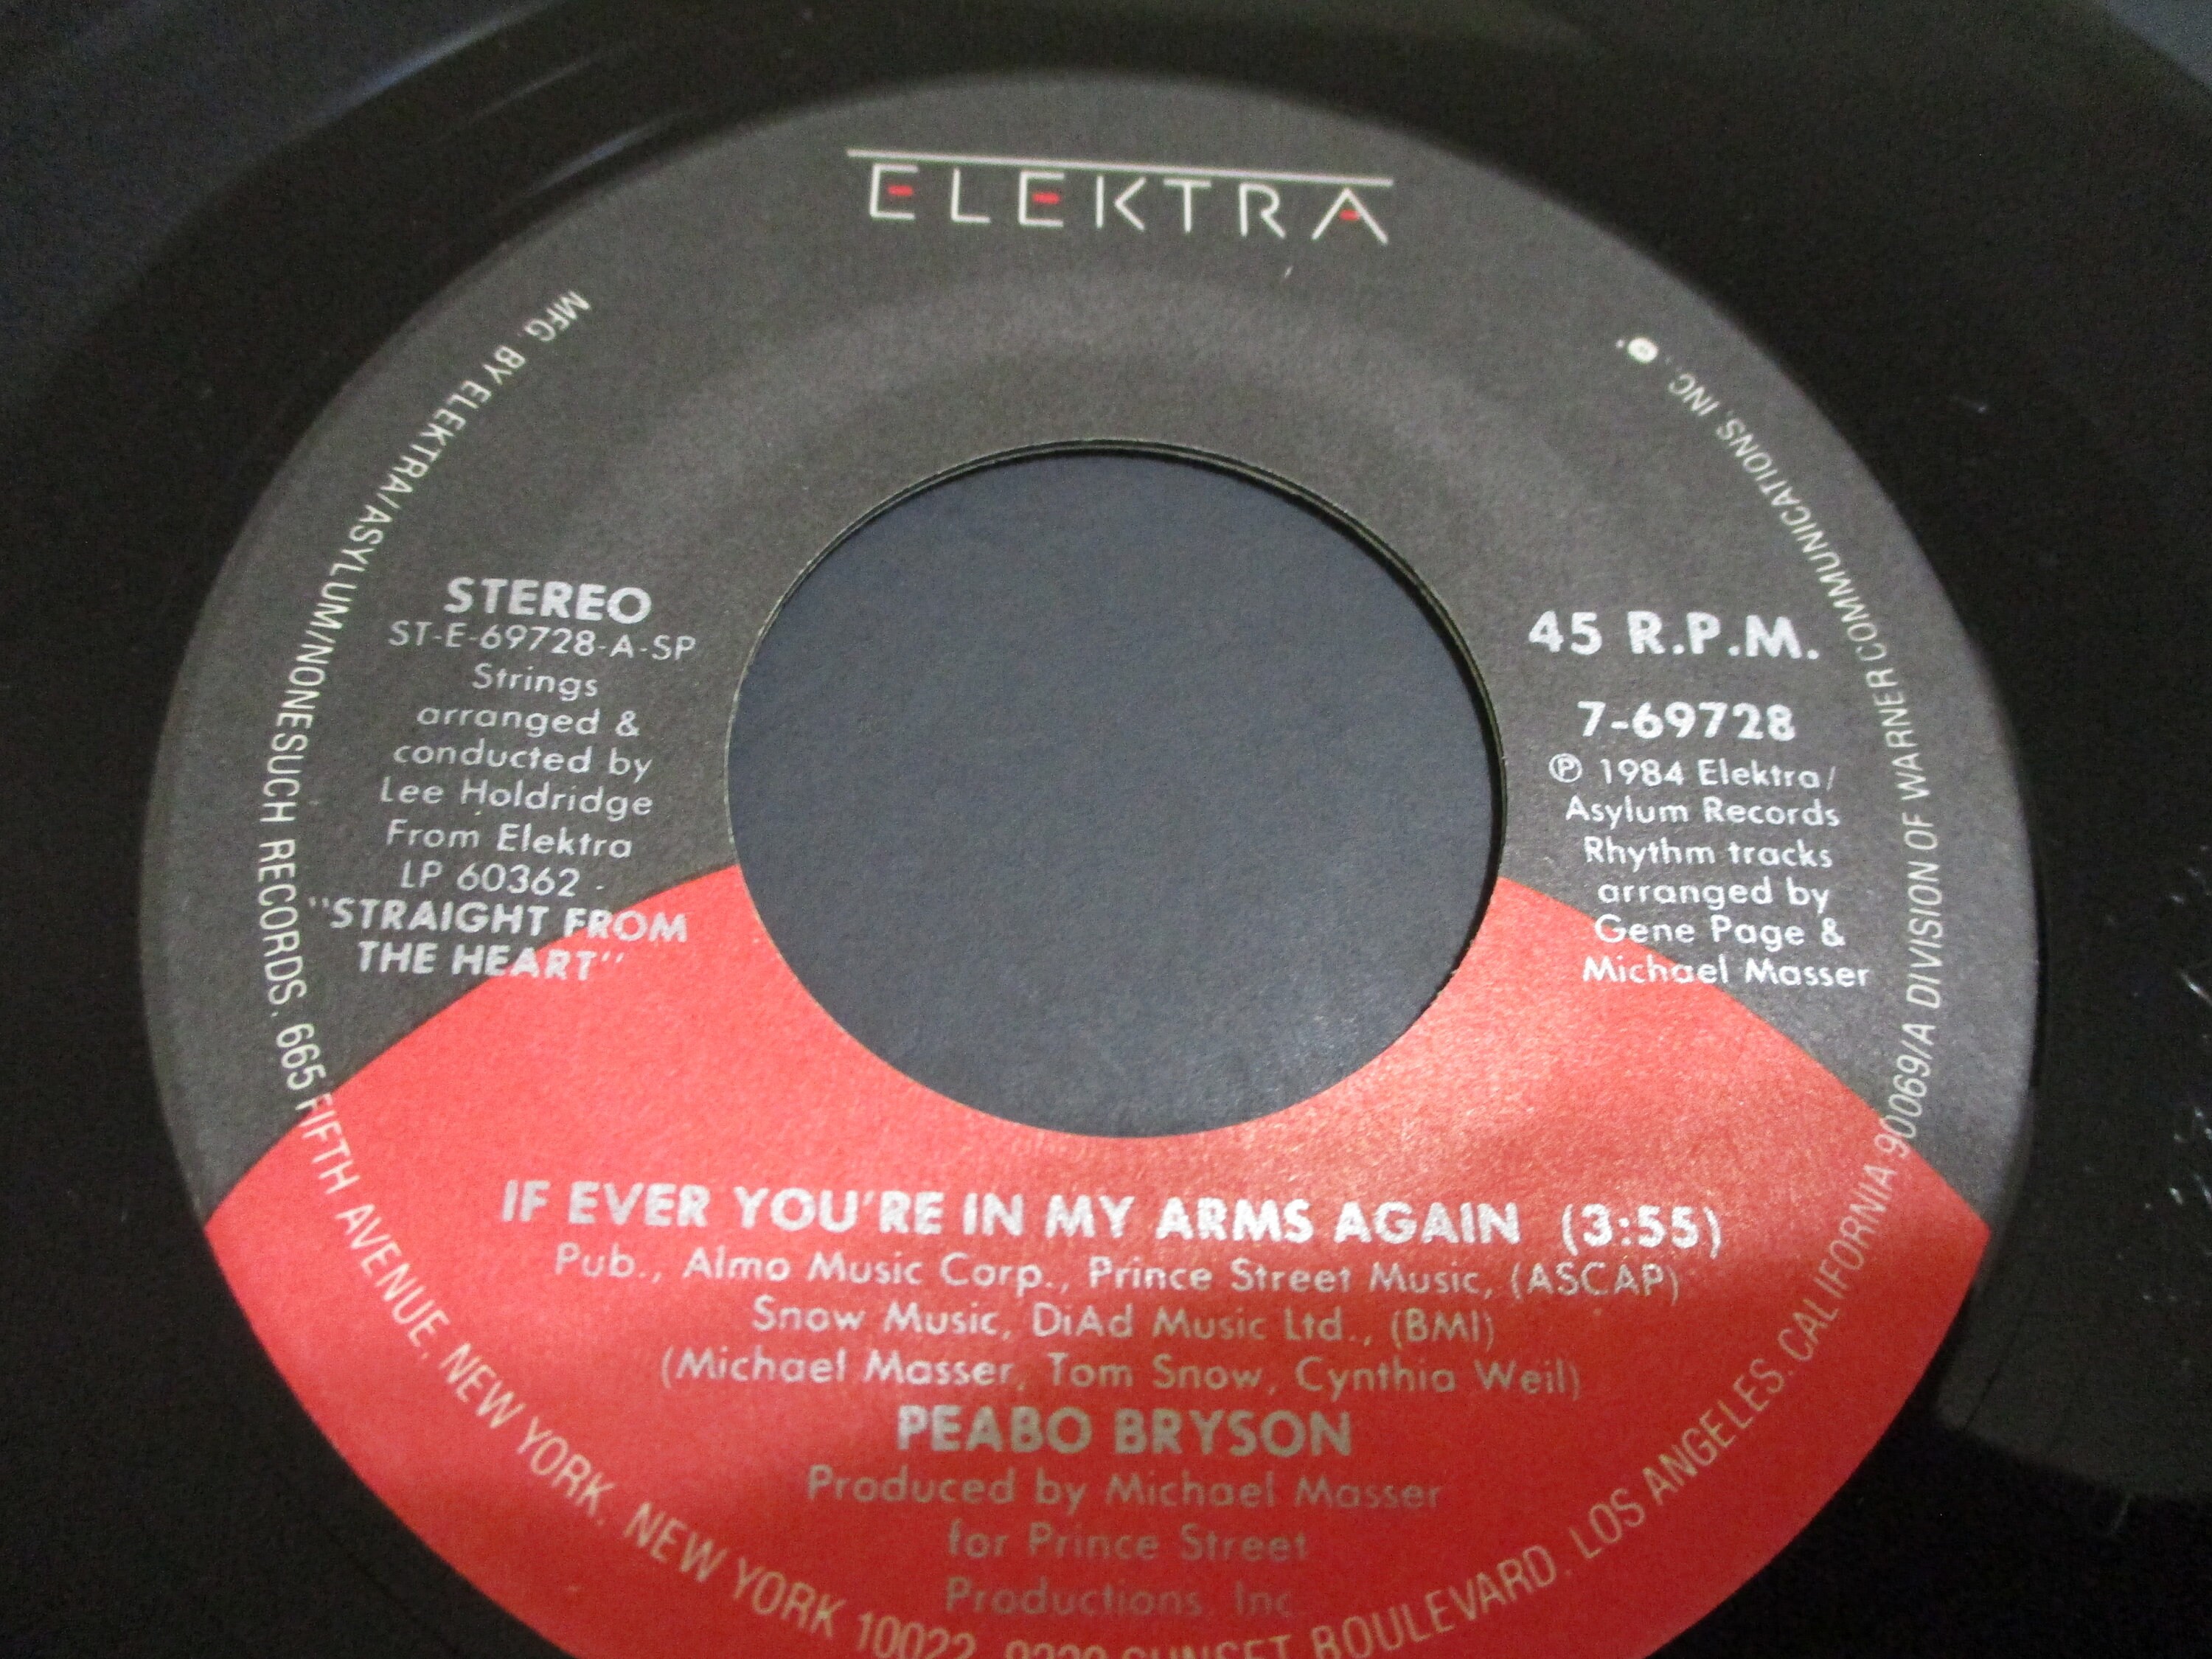 ELEKTRA
STEREO
ST-E-69728-A-SP
Strings
arranged &
conducted by
Lee Holdridge
From Elektra
LP 60362 -
"STRAIGHT FROM
THE HEART"
45 R.P.M.
7-69728
Ⓟ 1984 Elektra/
Asylum Records
Rhythm tracks
arranged by
Gene Page &
Michael Masser
IF EVER YOU'RE IN MY ARMS AGAIN (3:55)
Pub., Almo Music Corp., Prince Street Music, (ASCAP)
Snow Music, DiAd Music Ltd., (BMI)
(Michael Masser, Tom Snow, Cynthia Weil)
PEABO BRYSON
Produced by Michael Masser
for Prince Street
Productions, Inc.
MFG. BY ELEKTRA/ASYLUM/NONESUCH RECORDS. 665 FIFTH AVENUE, NEW YORK. NEW YORK 10022 SUNSET BOULEVARD. LOS ANGELES. CALIFORNIA 90069/A DIVISION OF WARNER COMMUNICATIONS, INC.